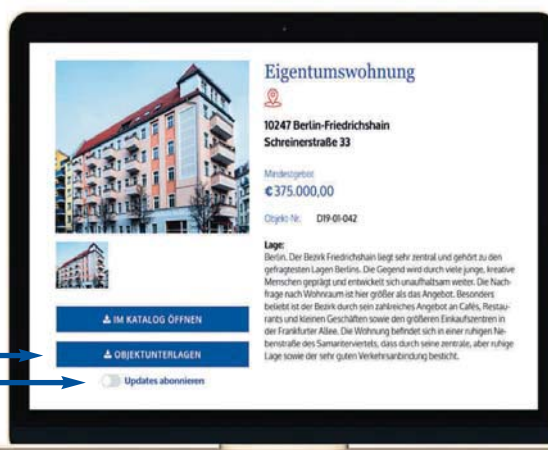 Eigentumswohnung
10247 Berlin-Friedrichshain
Schreinerstraße 33
Mindestgebot
€375.000,00
Objekt-Nr. D19-01-042
Lage:
Berlin. Der Bezirk Friedrichshain liegt sehr zentral und gehört zu den
gefragtesten Lagen Berlins. Die Gegend wird durch viele junge, kreative
Menschen geprägt und entwickelt sich unaufhaltsam weiter. Die Nach-
frage nach Wohnraum ist hier größer als das Angebot. Besonders
beliebt ist der Bezirk durch sein zahlreiches Angebot an Cafés, Restau-
rants und kleinen Geschäften sowie den größeren Einkaufszentren in
der Frankfurter Allee. Die Wohnung befindet sich in einer ruhigen Ne-
benstraße des Samariterviertels, dass durch seine zentrale, aber ruhige
Lage sowie der sehr guten Verkehrsanbindung besticht.
IM KATALOG ÖFFNEN
OBJEKTUNTERLAGEN
Updates abonnieren